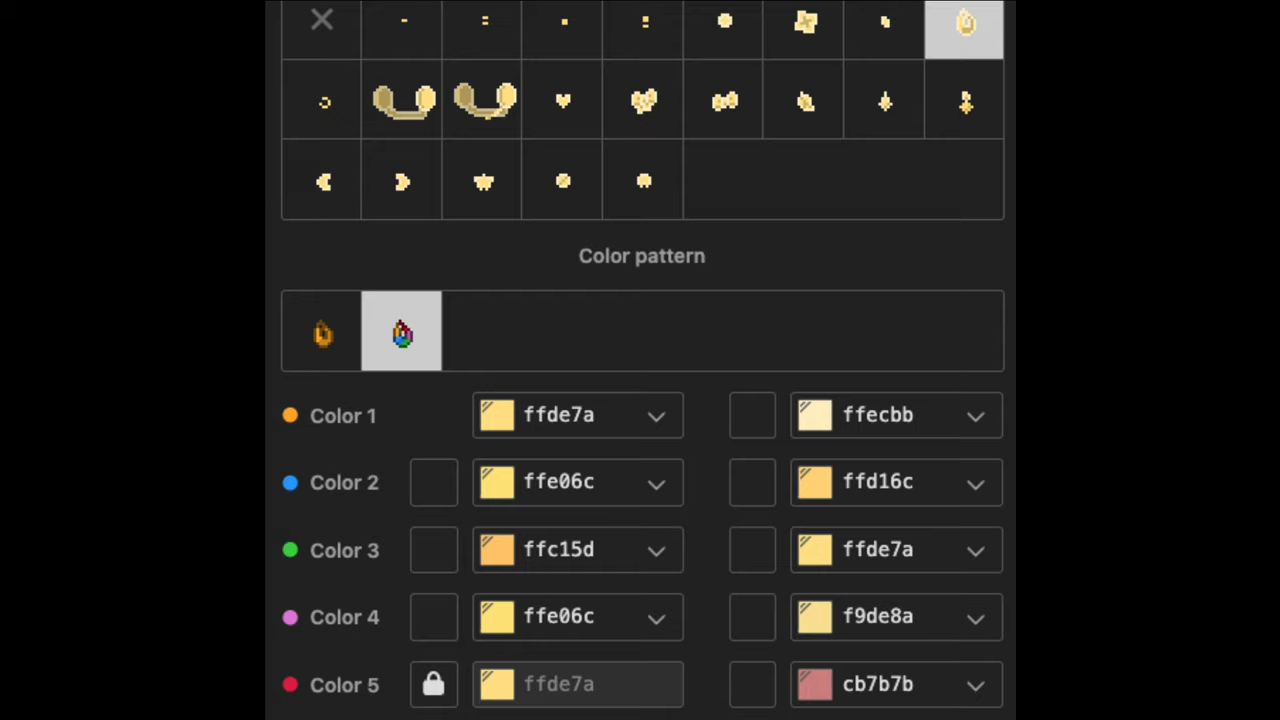 Color pattern
Color 1 ffde7a ffecbb
Color 2 ffe06c ffd16c
Color 3 ffc15d ffde7a
Color 4 ffe06c f9de8a
Color 5 ffde7a cb7b7b